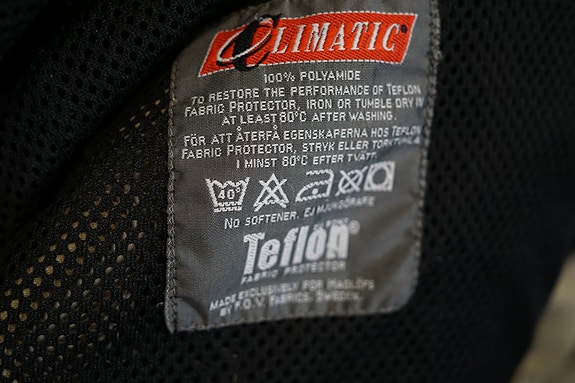 CLIMATIC®
100% POLYAMIDE
TO RESTORE THE PERFORMANCE OF TEFLON
FABRIC PROTECTOR, IRON OR TUMBLE DRY IN
AT LEAST 80°C AFTER WASHING.
FÖR ATT ÅTERFÅ EGENSKAPERNA HOS TEFLON
FABRIC PROTECTOR, STRYK ELLER TORKTUMLA
I MINST 80°C EFTER TVÄTT.
40°
NO SOFTENER. EJ MJUKGÖRARE
Teflon®
FABRIC PROTECTOR
MADE EXCLUSIVELY FOR HAGLÖFS
BY F.O.V. FABRICS, SWEDEN.